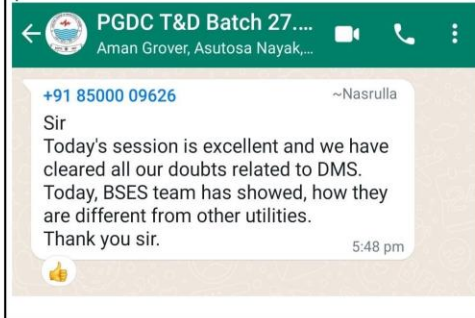 PGDC T&D Batch 27....
Aman Grover, Asutosa Nayak,...
+91 85000 09626 ~Nasrulla
Sir
Today's session is excellent and we have
cleared all our doubts related to DMS.
Today, BSES team has showed, how they
are different from other utilities.
Thank you sir.
5:48 pm